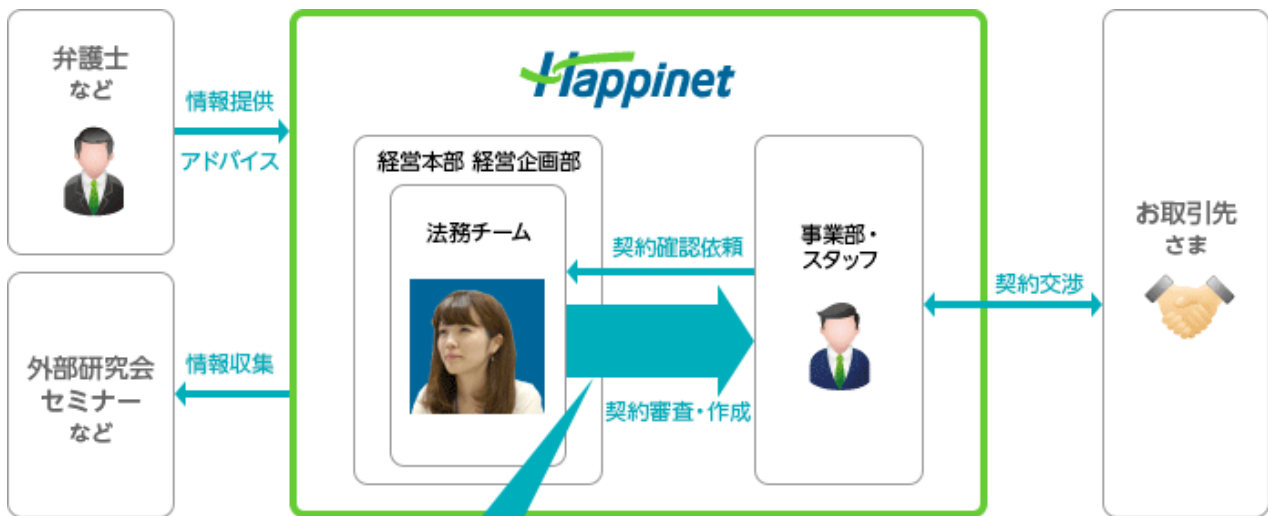 弁護士
など
情報提供
アドバイス
外部研究会
セミナー
など
情報収集
Happinet
経営本部 経営企画部
法務チーム
契約確認依頼
契約審査・作成
事業部・
スタッフ
契約交渉
お取引先
さま